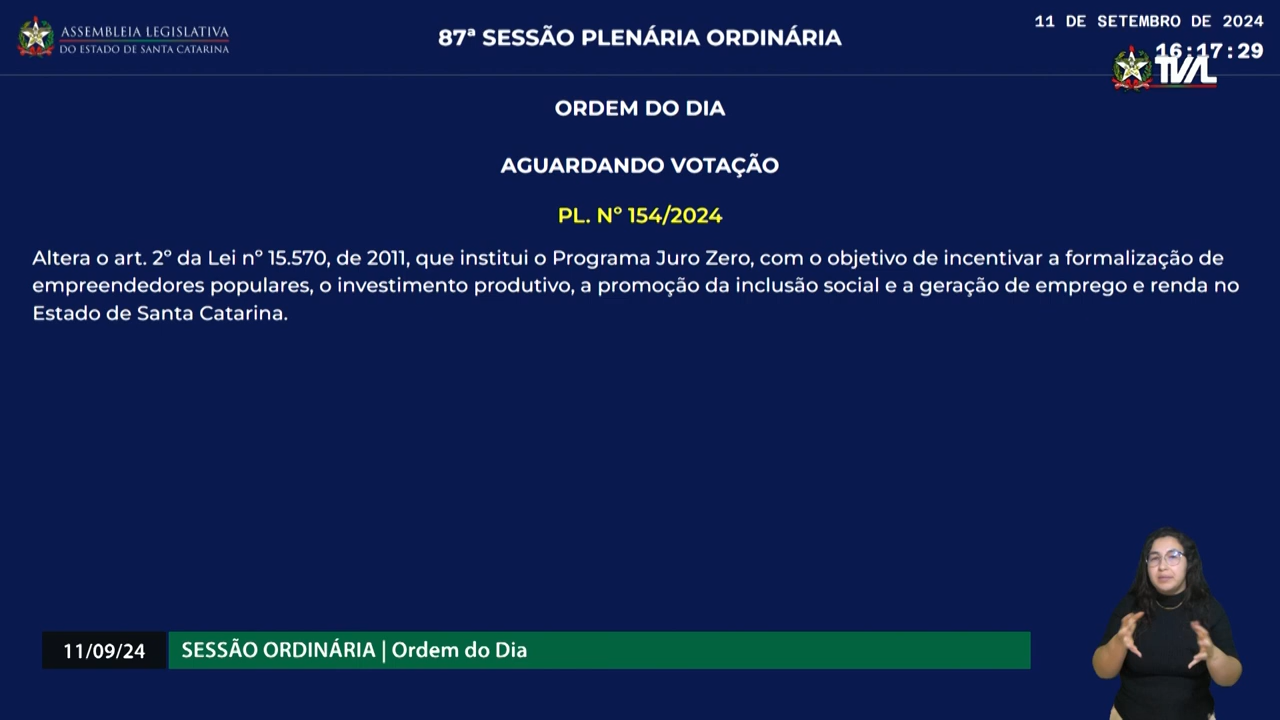 ASSEMBLEIA LEGISLATIVA
DO ESTADO DE SANTA CATARINA
87ª SESSÃO PLENÁRIA ORDINÁRIA
11 DE SETEMBRO DE 2024
16:17:29
TVAL
ORDEM DO DIA
AGUARDANDO VOTAÇÃO
PL. Nº 154/2024
Altera o art. 2º da Lei nº 15.570, de 2011, que institui o Programa Juro Zero, com o objetivo de incentivar a formalização de
empreendedores populares, o investimento produtivo, a promoção da inclusão social e a geração de emprego e renda no
Estado de Santa Catarina.
11/09/24
SESSÃO ORDINÁRIA | Ordem do Dia